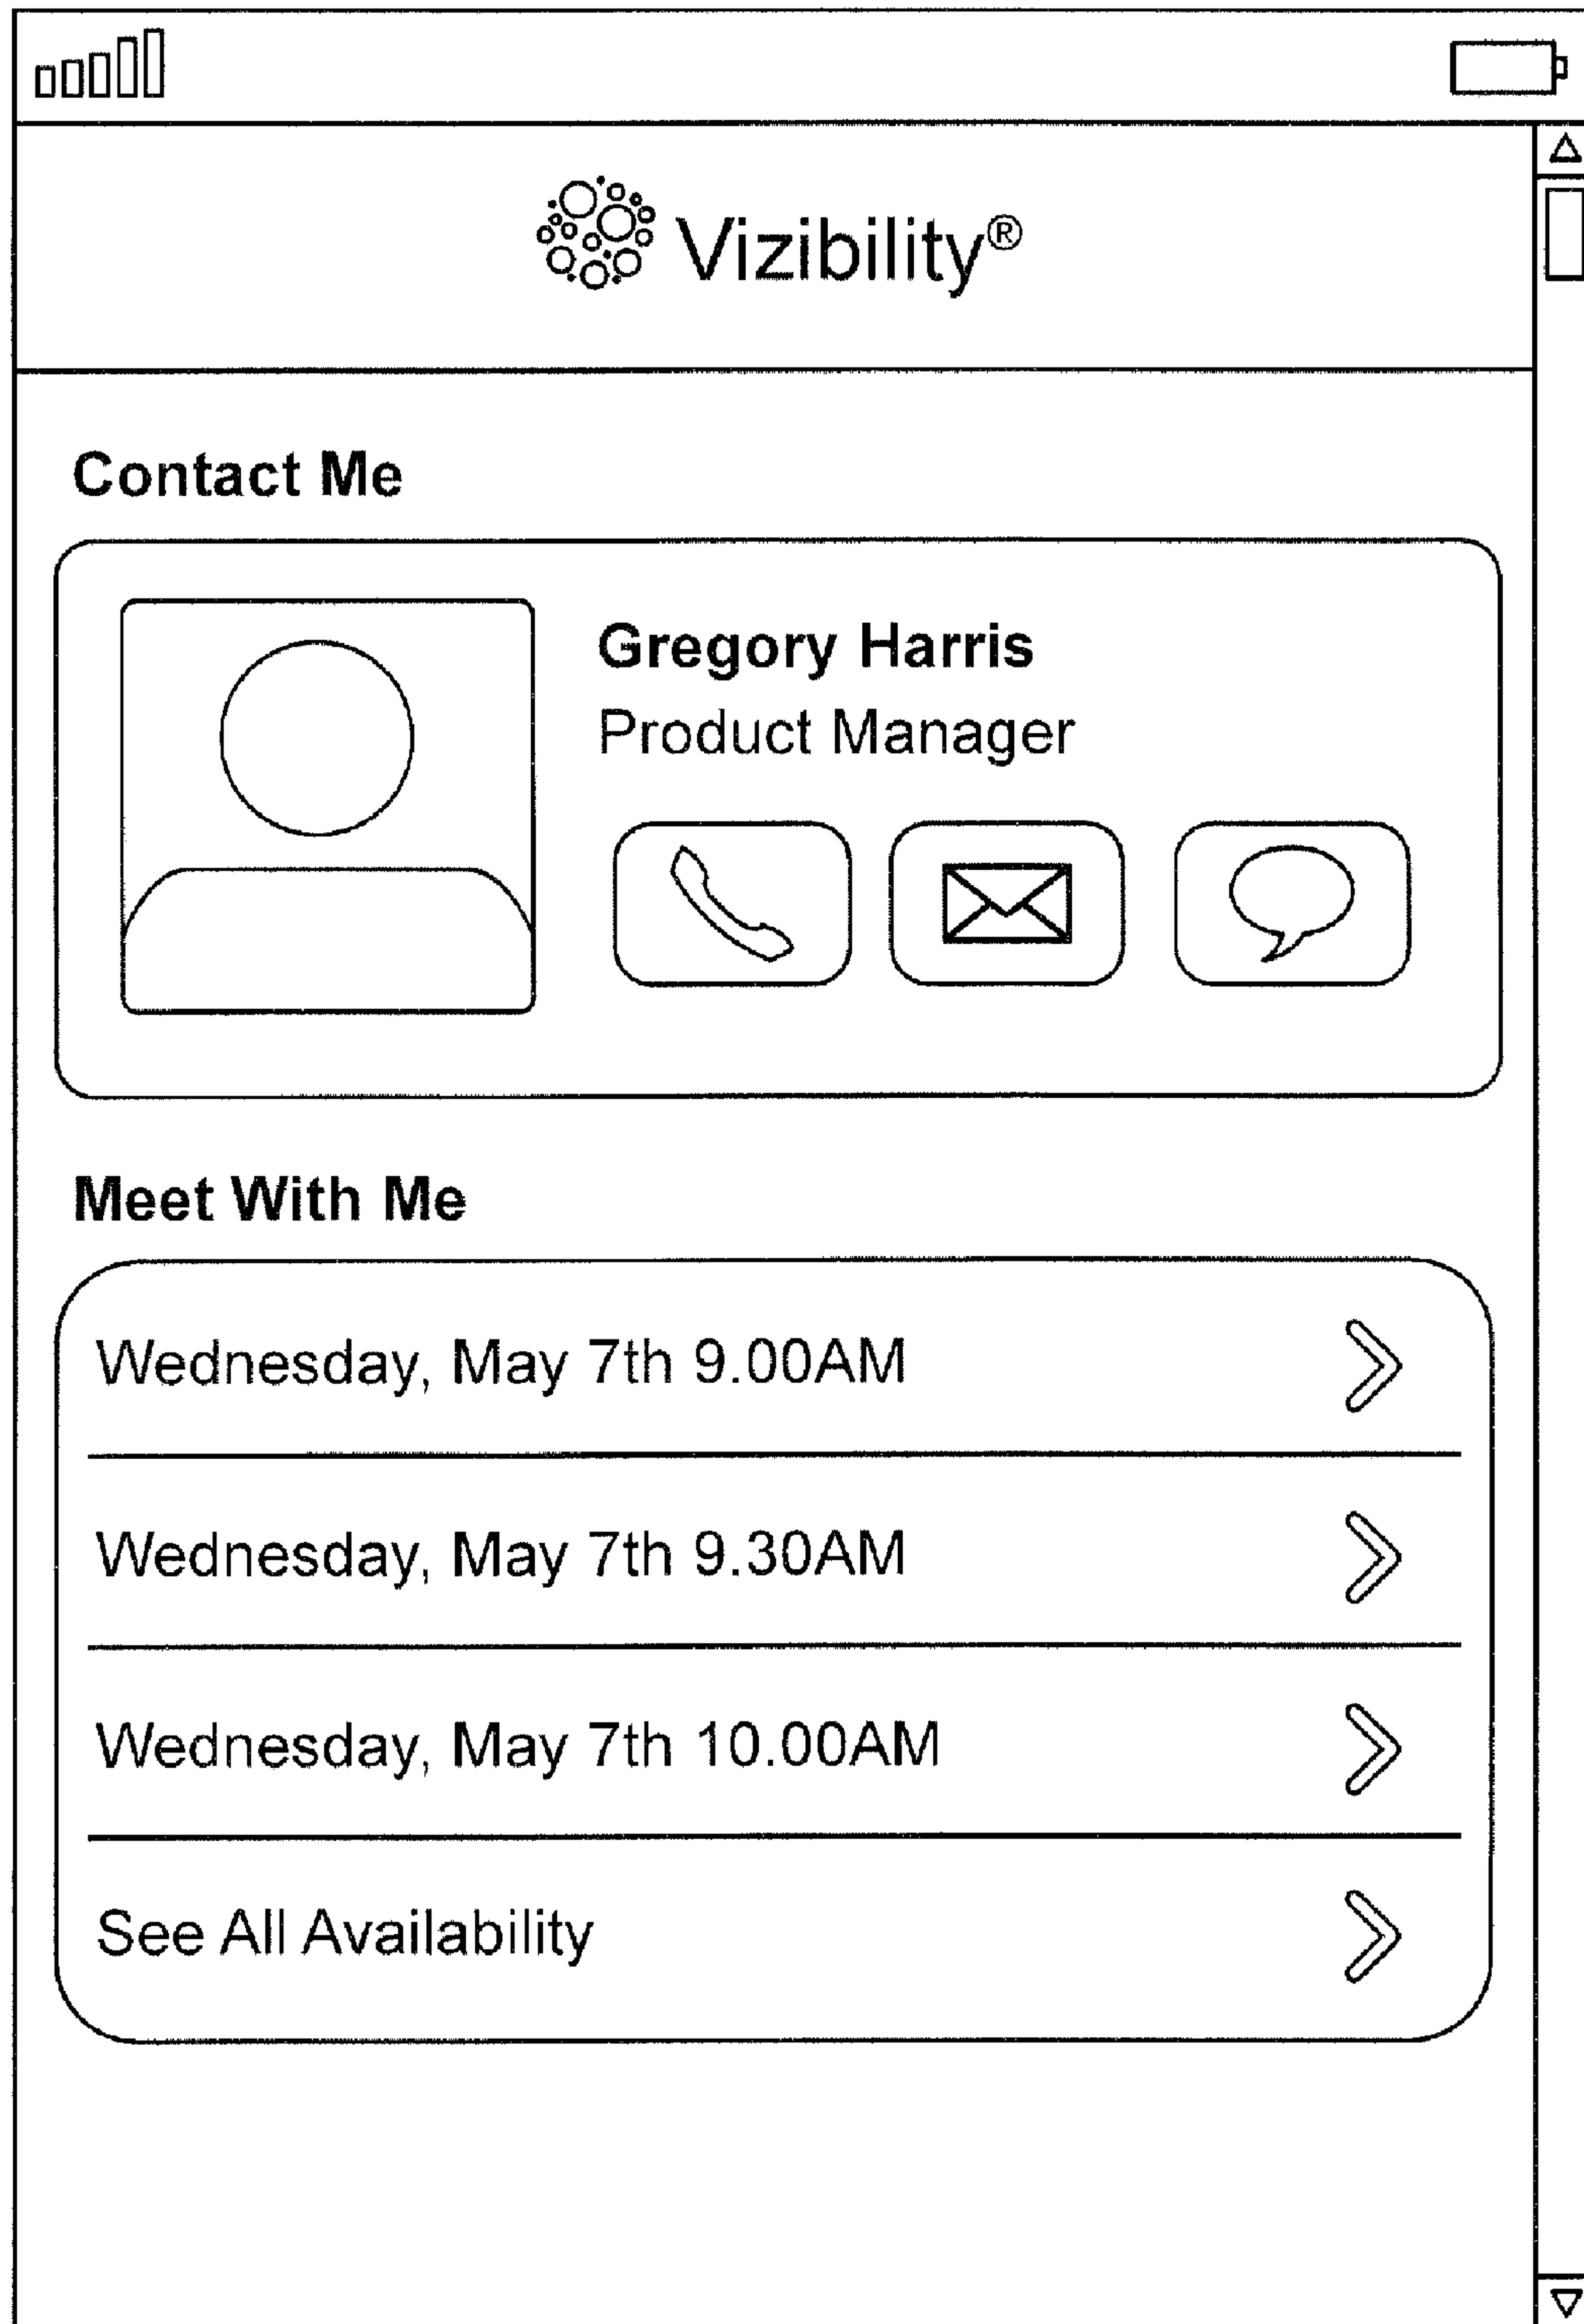 Vizibility®
Contact Me
Gregory Harris
Product Manager
Meet With Me
Wednesday, May 7th 9.00AM
Wednesday, May 7th 9.30AM
Wednesday, May 7th 10.00AM
See All Availability